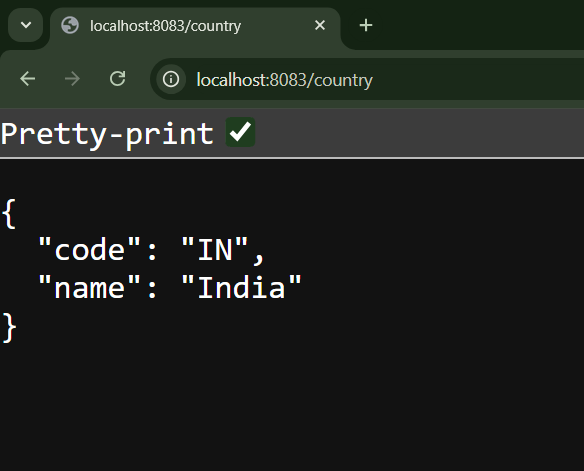 localhost:8083/country
localhost:8083/country
Pretty-print
{
  "code": "IN",
  "name": "India"
}